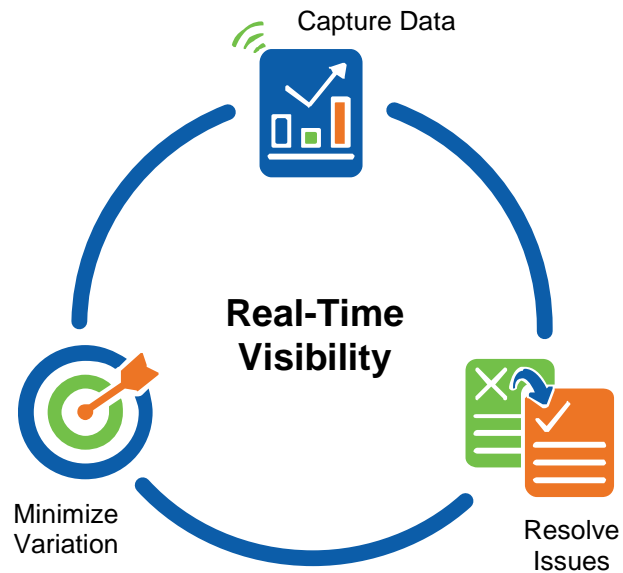 Capture Data
Real-Time
Visibility
Minimize
Variation
Resolve
Issues